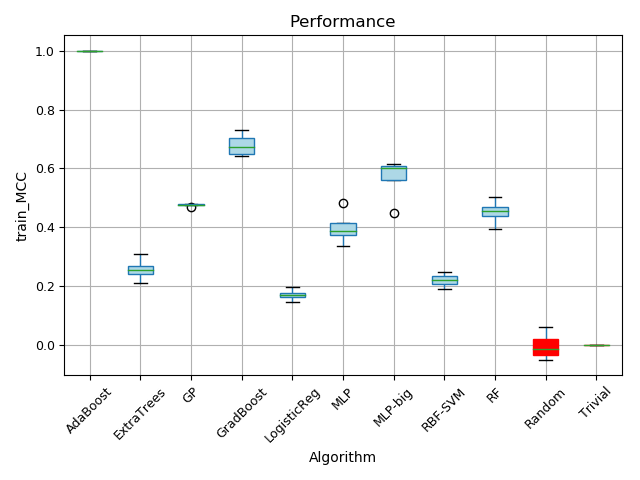 Performance
1.0
0.8
0.6
0.4
0.2
0.0
train_MCC
AdaBoost
ExtraTrees
GP
GradBoost
LogisticReg
MLP
MLP-big
RBF-SVM
RF
Random
Trivial
Algorithm